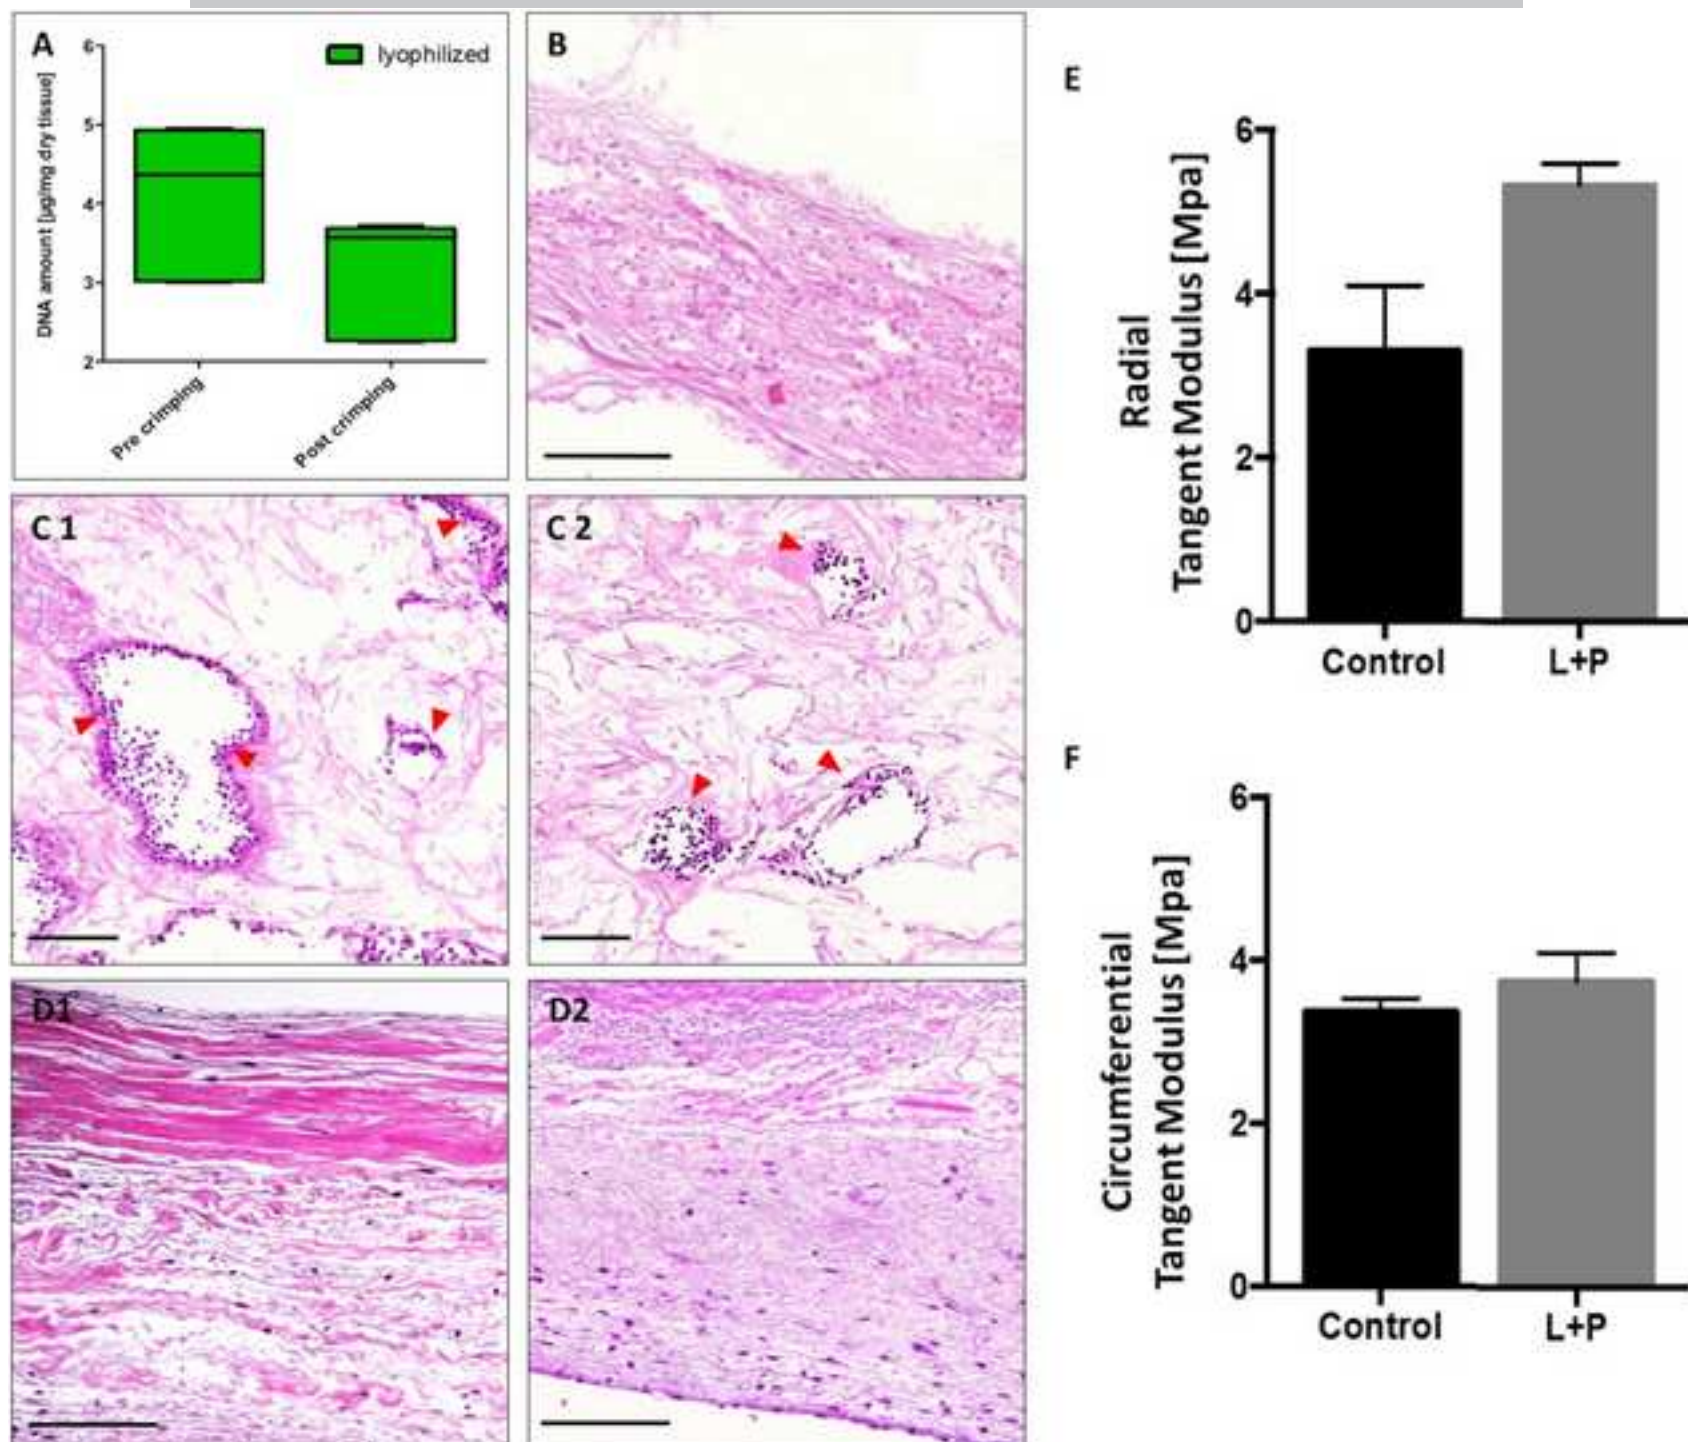 A
lyophilized
DNA amount [µg/mg dry tissue]
6
5
4
3
2
Pre crimping
Post crimping
B
C 1
C 2
D1
D2
E
Radial
Tangent Modulus [Mpa]
6
4
2
0
Control
L+P
F
Circumferential
Tangent Modulus [Mpa]
6
4
2
0
Control
L+P